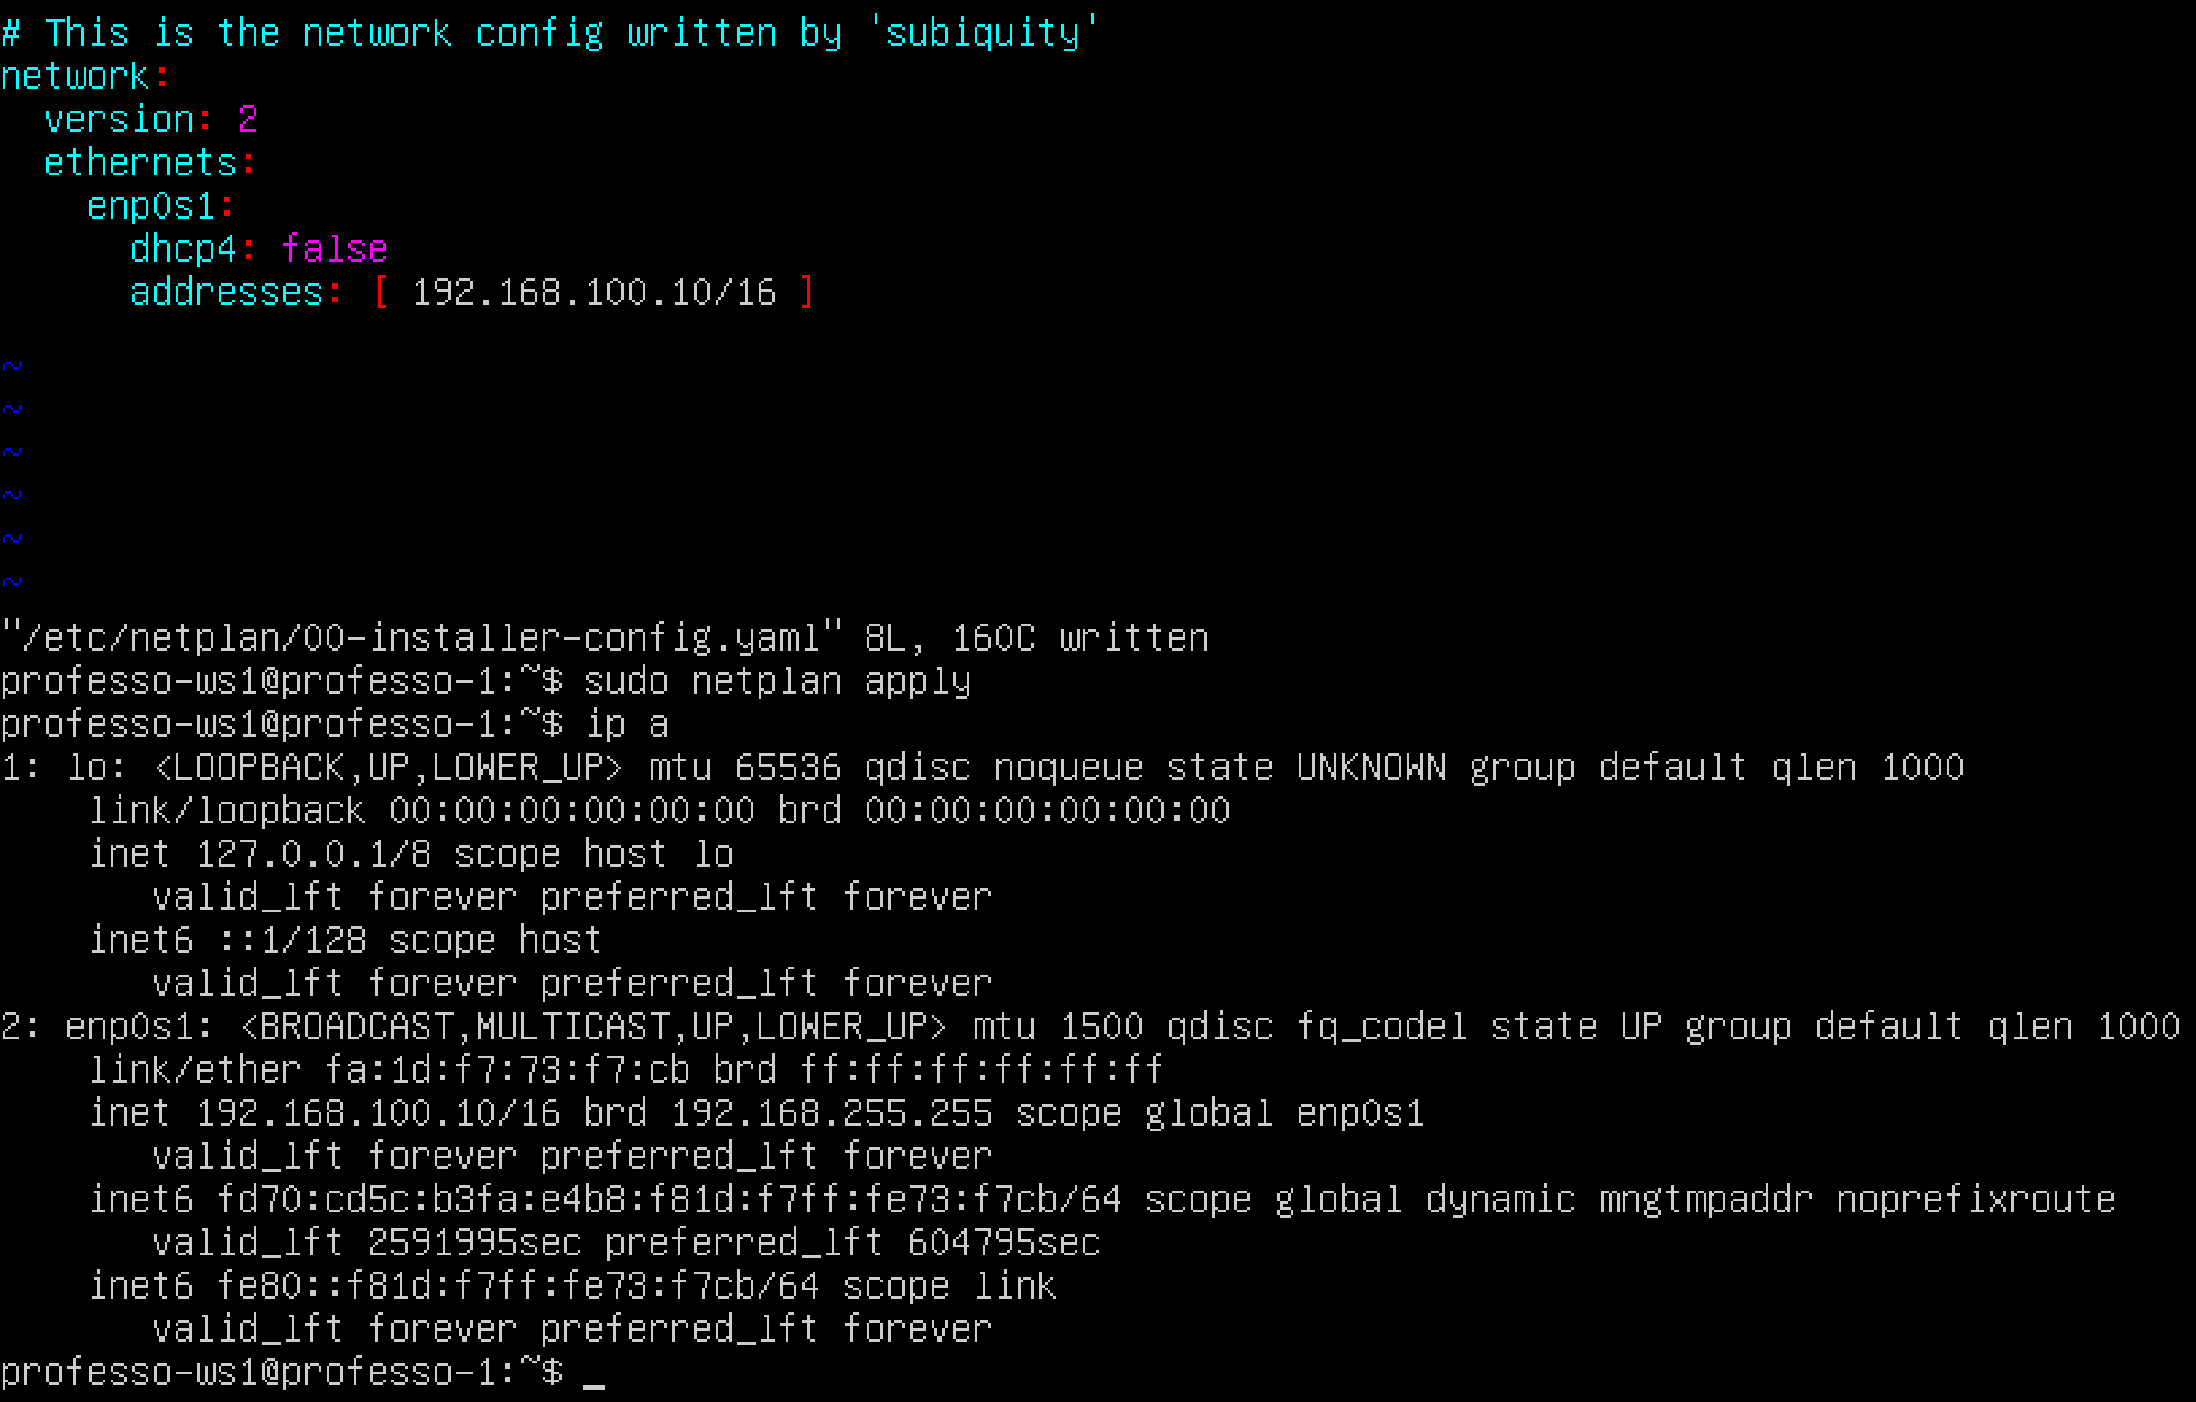 # This is the network config written by 'subiquity'
network:
  version: 2
  ethernets:
    enp0s1:
      dhcp4: false
      addresses: [ 192.168.100.10/16 ]
~
~
~
~
~
~
"/etc/netplan/00-installer-config.yaml" 8L, 160C written
professo-ws1@professo-1:~$ sudo netplan apply
professo-ws1@professo-1:~$ ip a
1: lo: <LOOPBACK,UP,LOWER_UP> mtu 65536 qdisc noqueue state UNKNOWN group default qlen 1000
    link/loopback 00:00:00:00:00:00 brd 00:00:00:00:00:00
    inet 127.0.0.1/8 scope host lo
       valid_lft forever preferred_lft forever
    inet6 ::1/128 scope host
       valid_lft forever preferred_lft forever
2: enp0s1: <BROADCAST,MULTICAST,UP,LOWER_UP> mtu 1500 qdisc fq_codel state UP group default qlen 1000
    link/ether fa:1d:f7:73:f7:cb brd ff:ff:ff:ff:ff:ff
    inet 192.168.100.10/16 brd 192.168.255.255 scope global enp0s1
       valid_lft forever preferred_lft forever
    inet6 fd70:cd5c:b3fa:e4b8:f81d:f7ff:fe73:f7cb/64 scope global dynamic mngtmpaddr noprefixroute
       valid_lft 2591995sec preferred_lft 604795sec
    inet6 fe80::f81d:f7ff:fe73:f7cb/64 scope link
       valid_lft forever preferred_lft forever
professo-ws1@professo-1:~$ _